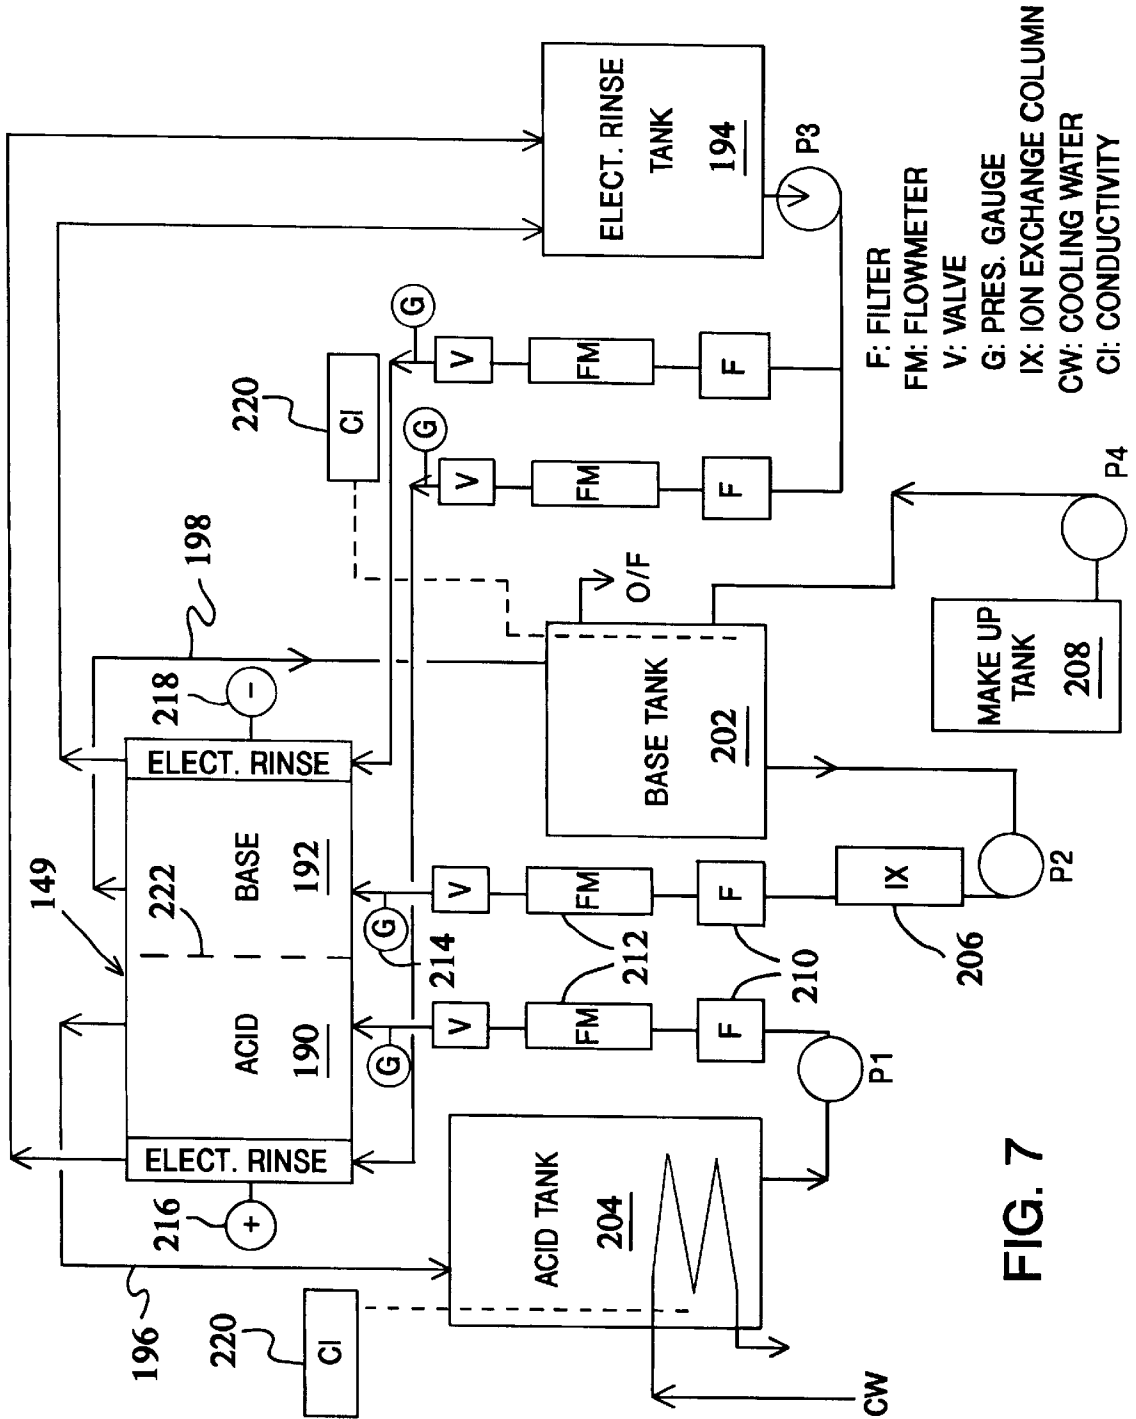 149
222
ACID
190
BASE
192
ELECT. RINSE
ELECT. RINSE
216
+
218
−
196
198
220
CI
220
CI
G
G
G
G
214
V
V
V
V
FM
FM
FM
FM
212
F
F
F
F
210
IX
206
ACID TANK
204
CW
P1
BASE TANK
202
O/F
P2
MAKE UP
TANK
208
P4
ELECT. RINSE
TANK
194
P3
F: FILTER
FM: FLOWMETER
V: VALVE
G: PRES. GAUGE
IX: ION EXCHANGE COLUMN
CW: COOLING WATER
CI: CONDUCTIVITY
FIG. 7